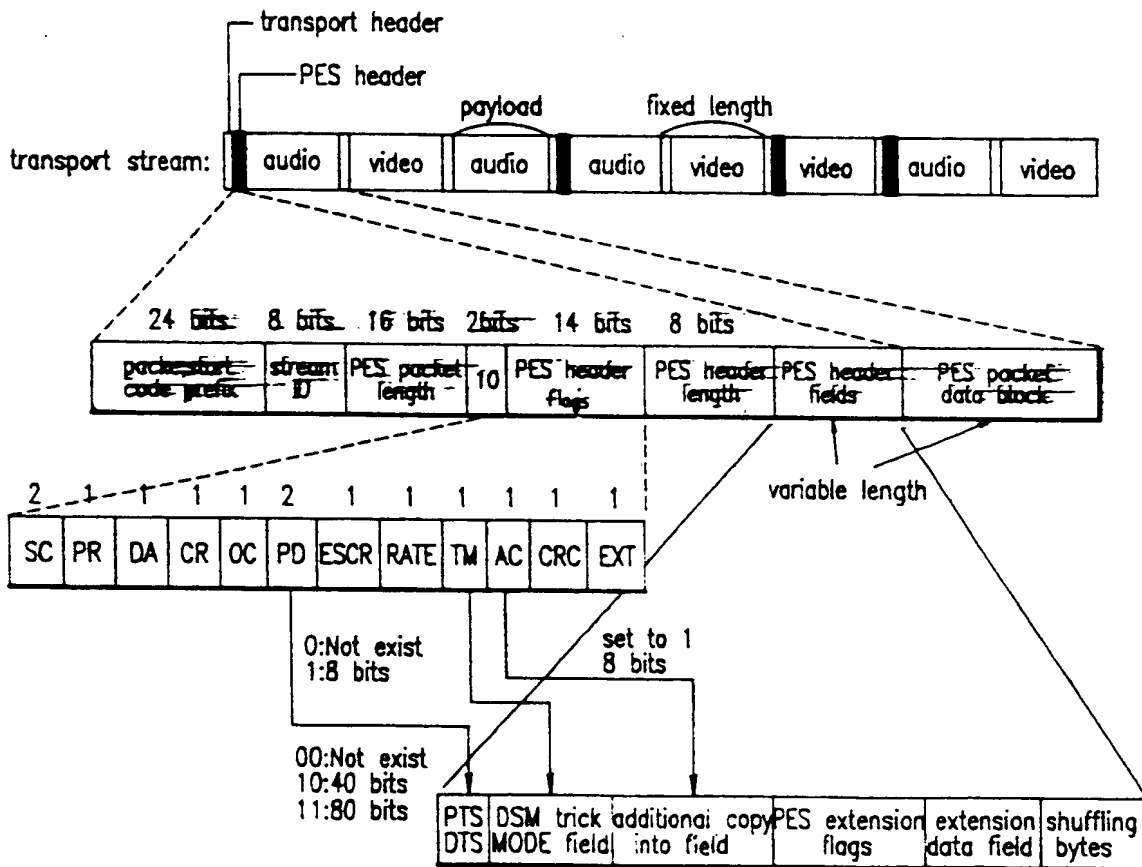 transport header
PES header
payload
fixed length
transport stream:
audio
video
audio
audio
video
video
audio
video
24 bits
8 bits
16 bits
2bits
14 bits
8 bits
packesfart
code prefix
stream
ID
PES packet
length
10
PES header
flags
PES header
length
PES header
fields
PES packet
data block
variable length
2 1 1 1 1 2 1 1 1 1 1 1
SC PR DA CR OC PD ESCR RATE TM AC CRC EXT
0:Not exist
1:8 bits
set to 1
8 bits
00:Not exist
10:40 bits
11:80 bits
PTS
DTS
DSM trick
MODE field
additional copy
into field
PES extension
flags
extension
data field
shuffling
bytes